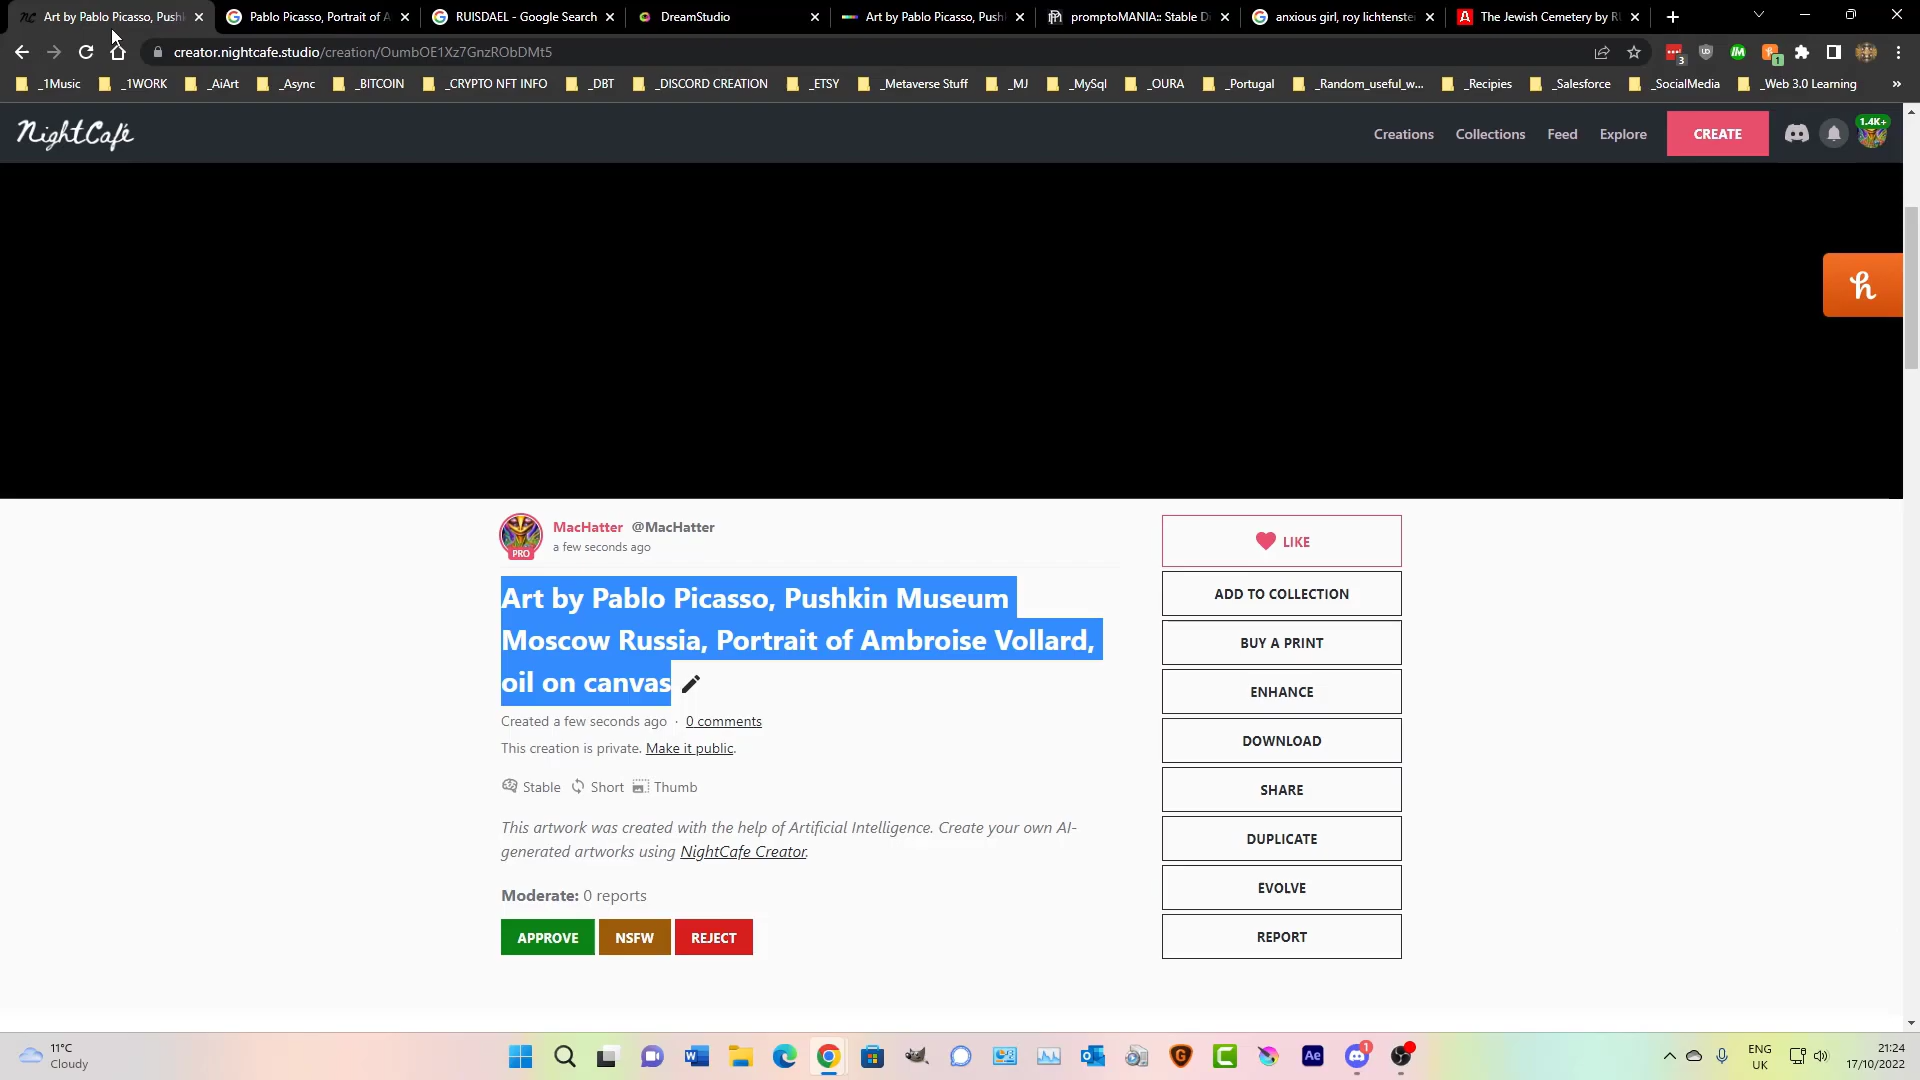 Art by Pablo Picasso, Pushk
Pablo Picasso, Portrait of A
RUISDAEL - Google Search
DreamStudio
Art by Pablo Picasso, Push
promptoMANIA:: Stable D
anxious girl, roy lichtenste
The Jewish Cemetery by R
creator.nightcafe.studio/creation/OumbOE1Xz7GnzRObDMt5
3
1
_1Music
_1WORK
_AiArt
_Async
_BITCOIN
_CRYPTO NFT INFO
_DBT
_DISCORD CREATION
_ETSY
_Metaverse Stuff
_MJ
_MySql
_OURA
_Portugal
_Random_useful_w...
_Recipies
_Salesforce
_SocialMedia
_Web 3.0 Learning
»
NightCafé
Creations
Collections
Feed
Explore
CREATE
1.4K+
h
MacHatter @MacHatter
a few seconds ago
PRO
Art by Pablo Picasso, Pushkin Museum
Moscow Russia, Portrait of Ambroise Vollard,
oil on canvas
Created a few seconds ago · 0 comments
This creation is private. Make it public.
Stable Short Thumb
This artwork was created with the help of Artificial Intelligence. Create your own AI-
generated artworks using NightCafe Creator.
Moderate: 0 reports
APPROVE
NSFW
REJECT
LIKE
ADD TO COLLECTION
BUY A PRINT
ENHANCE
DOWNLOAD
SHARE
DUPLICATE
EVOLVE
REPORT
11°C
Cloudy
Ae
1
ENG
UK
21:24
17/10/2022